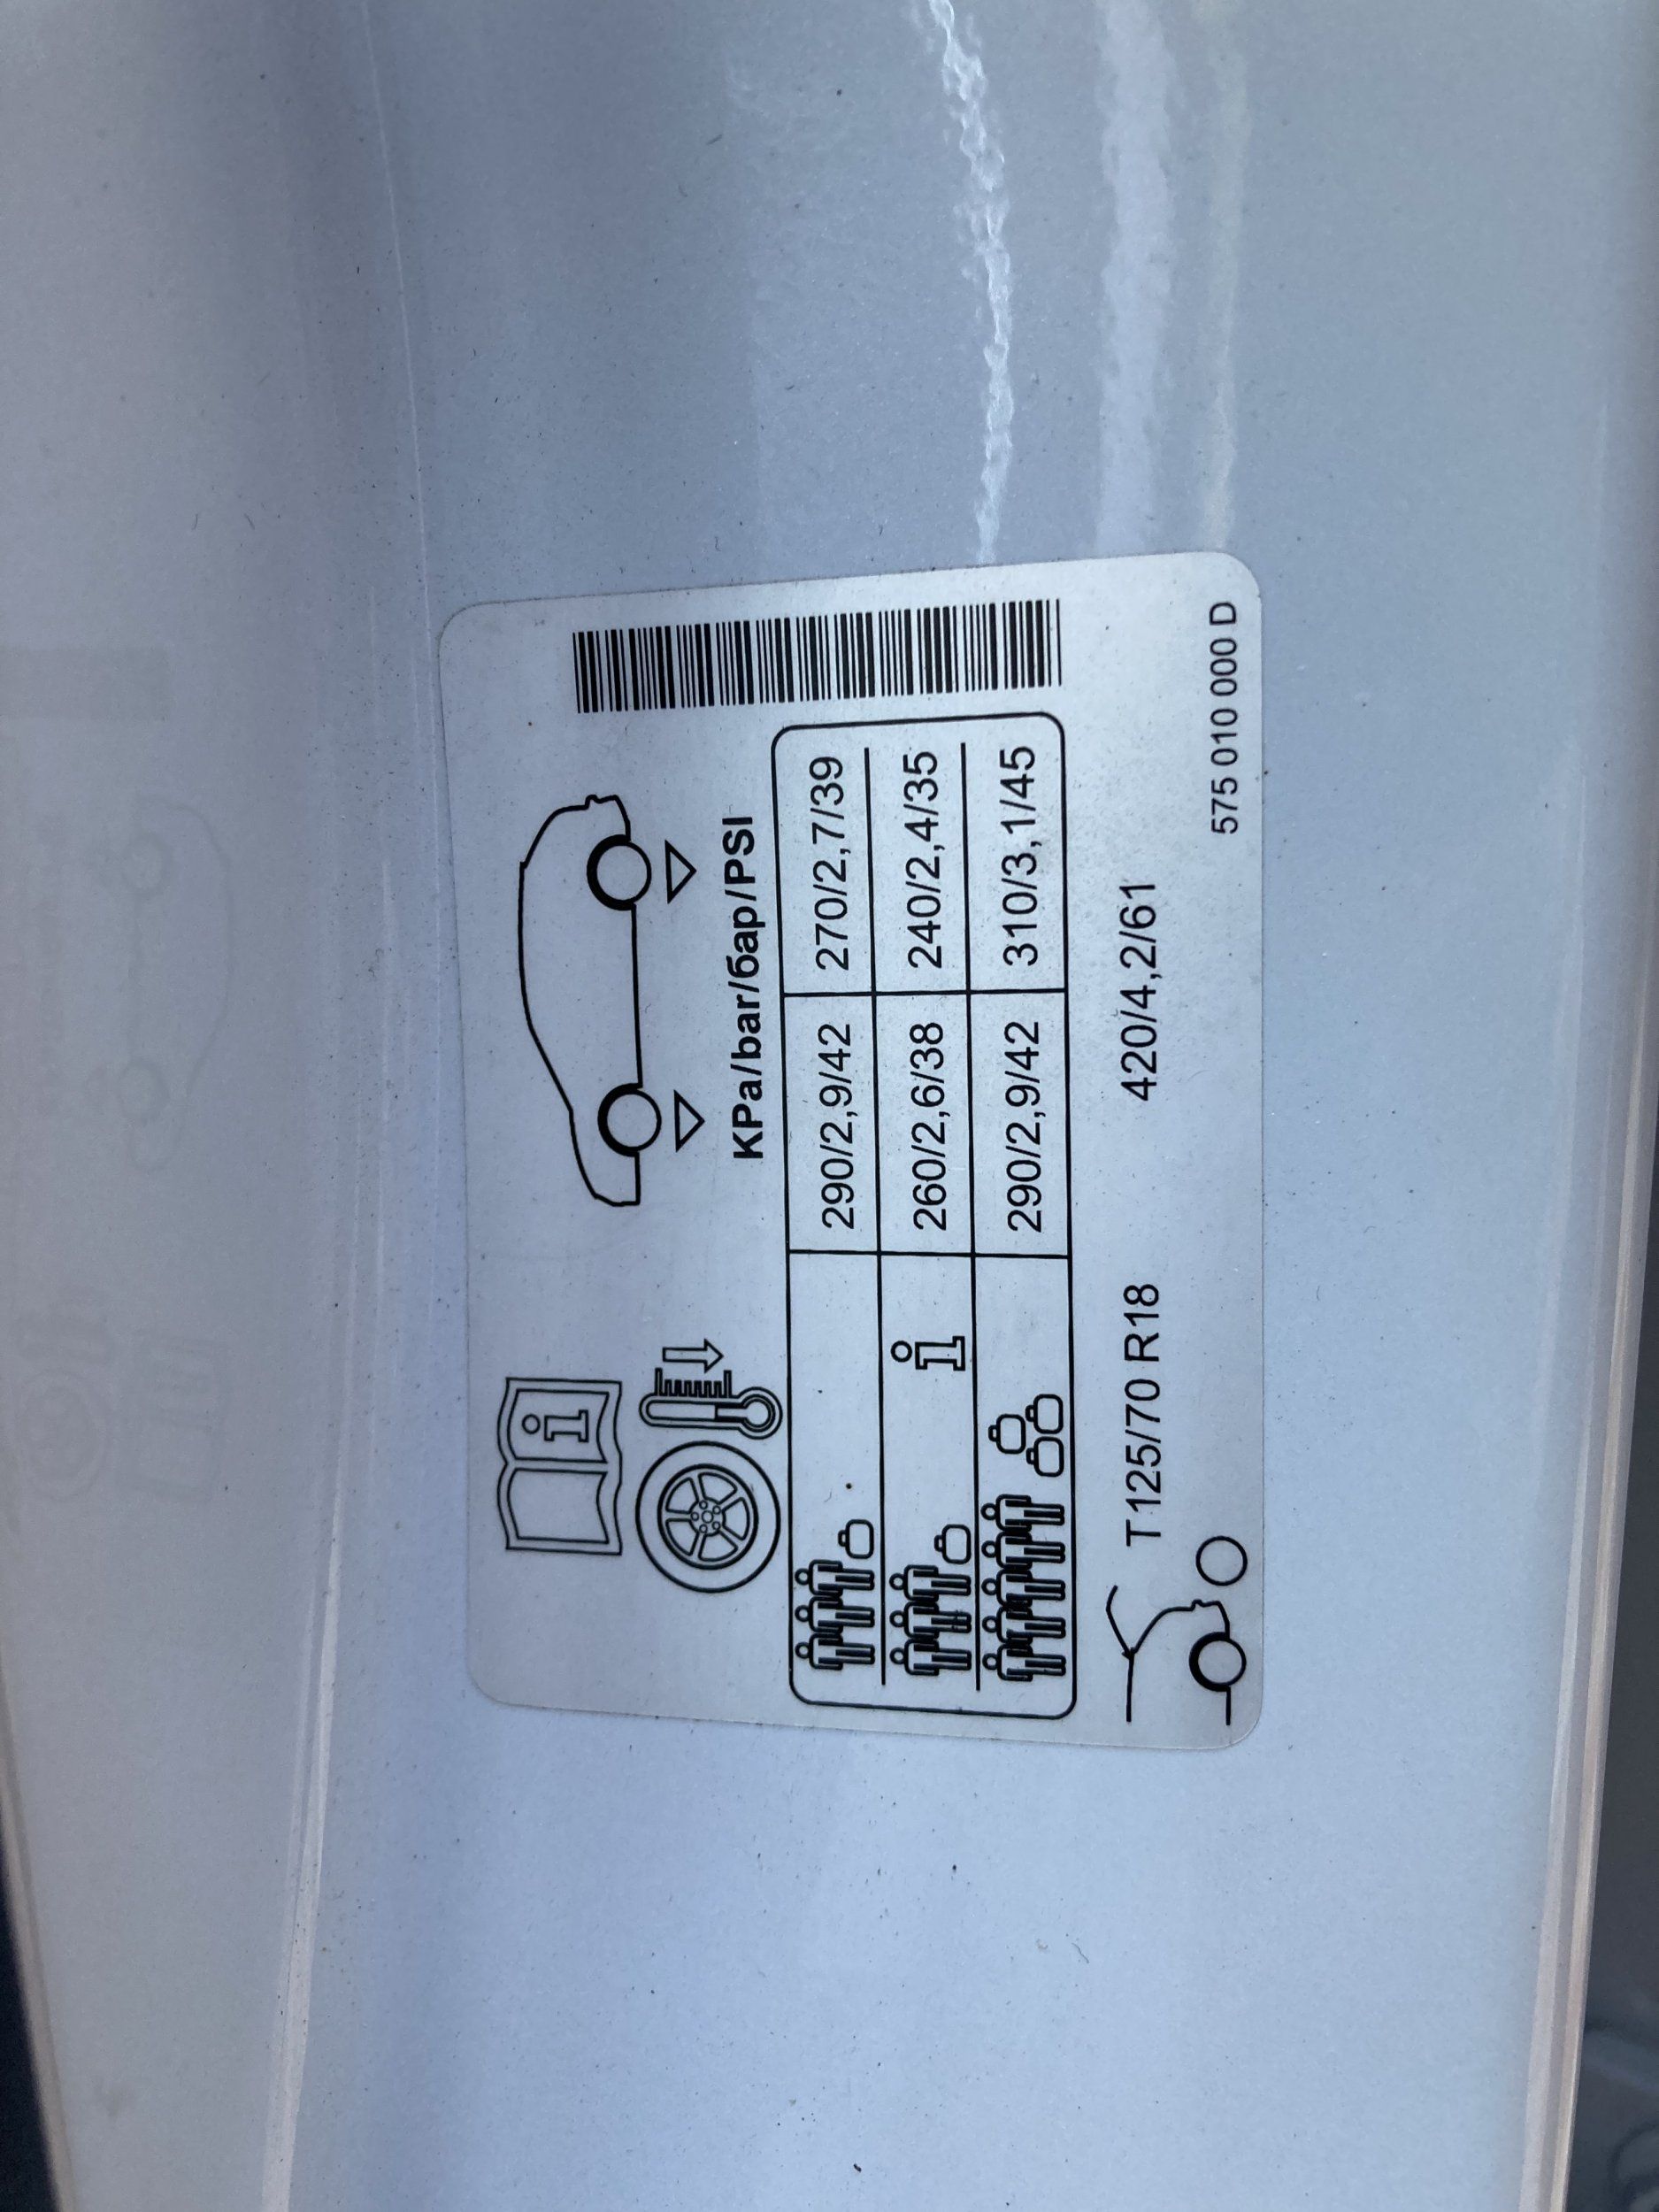 KPa/bar/бар/PSI
290/2,9/42 270/2,7/39
i 260/2,6/38 240/2,4/35
290/2,9/42 310/3,1/45
T125/70 R18 420/4,2/61
575 010 000 D